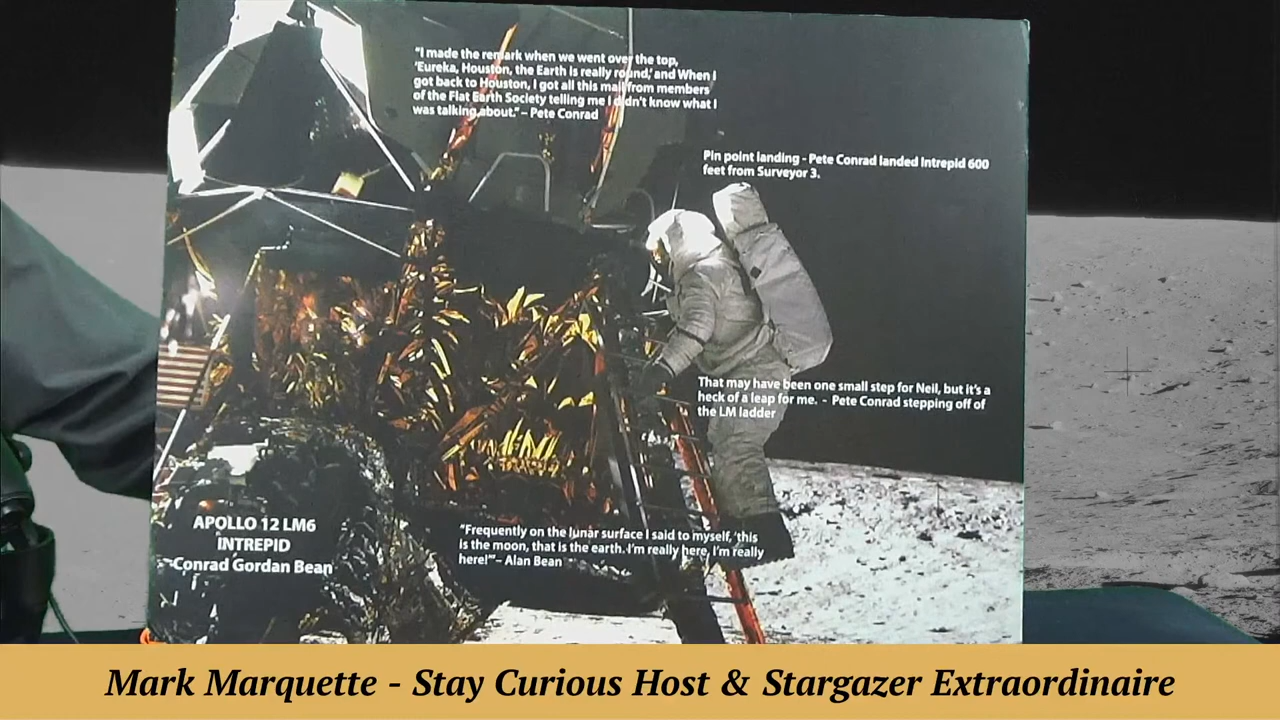 "I made the remark when we went over the top,
'Eureka, Houston, the Earth is really round,' and When I
got back to Houston, I got all this mail from members
of the Flat Earth Society telling me I didn't know what I
was talking about." – Pete Conrad
Pin point landing - Pete Conrad landed Intrepid 600
feet from Surveyor 3.
That may have been one small step for Neil, but it's a
heck of a leap for me. - Pete Conrad stepping off of
the LM ladder
APOLLO 12 LM6
INTREPID
Conrad Gordan Bean
"Frequently on the lunar surface I said to myself, 'this
is the moon, that is the earth. I'm really here, I'm really
here!'" – Alan Bean
Mark Marquette - Stay Curious Host & Stargazer Extraordinaire